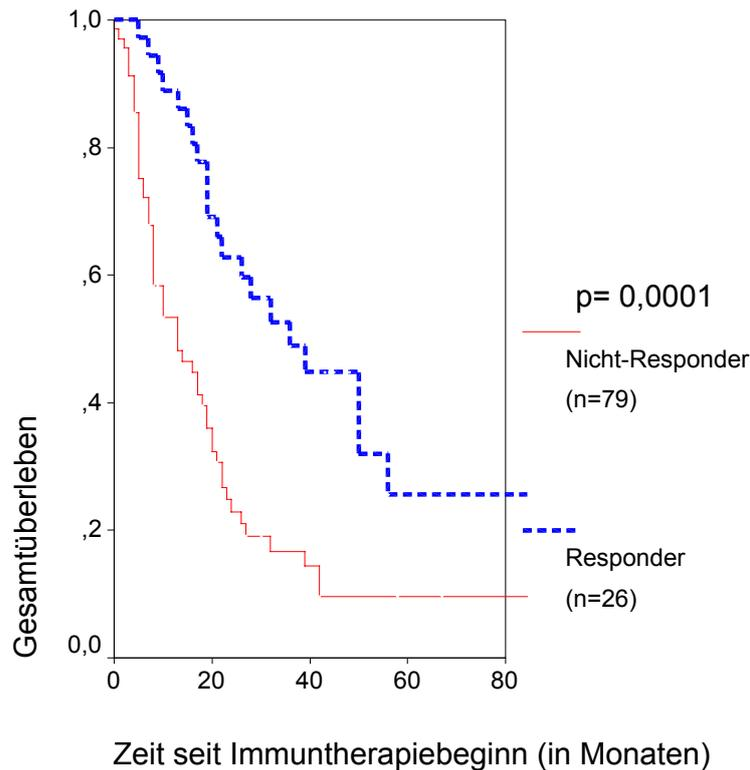 1,0
,8
,6
,4
,2
0,0
Gesamtüberleben
0 20 40 60 80
Zeit seit Immuntherapiebeginn (in Monaten)
p= 0,0001
Nicht-Responder
(n=79)
Responder
(n=26)